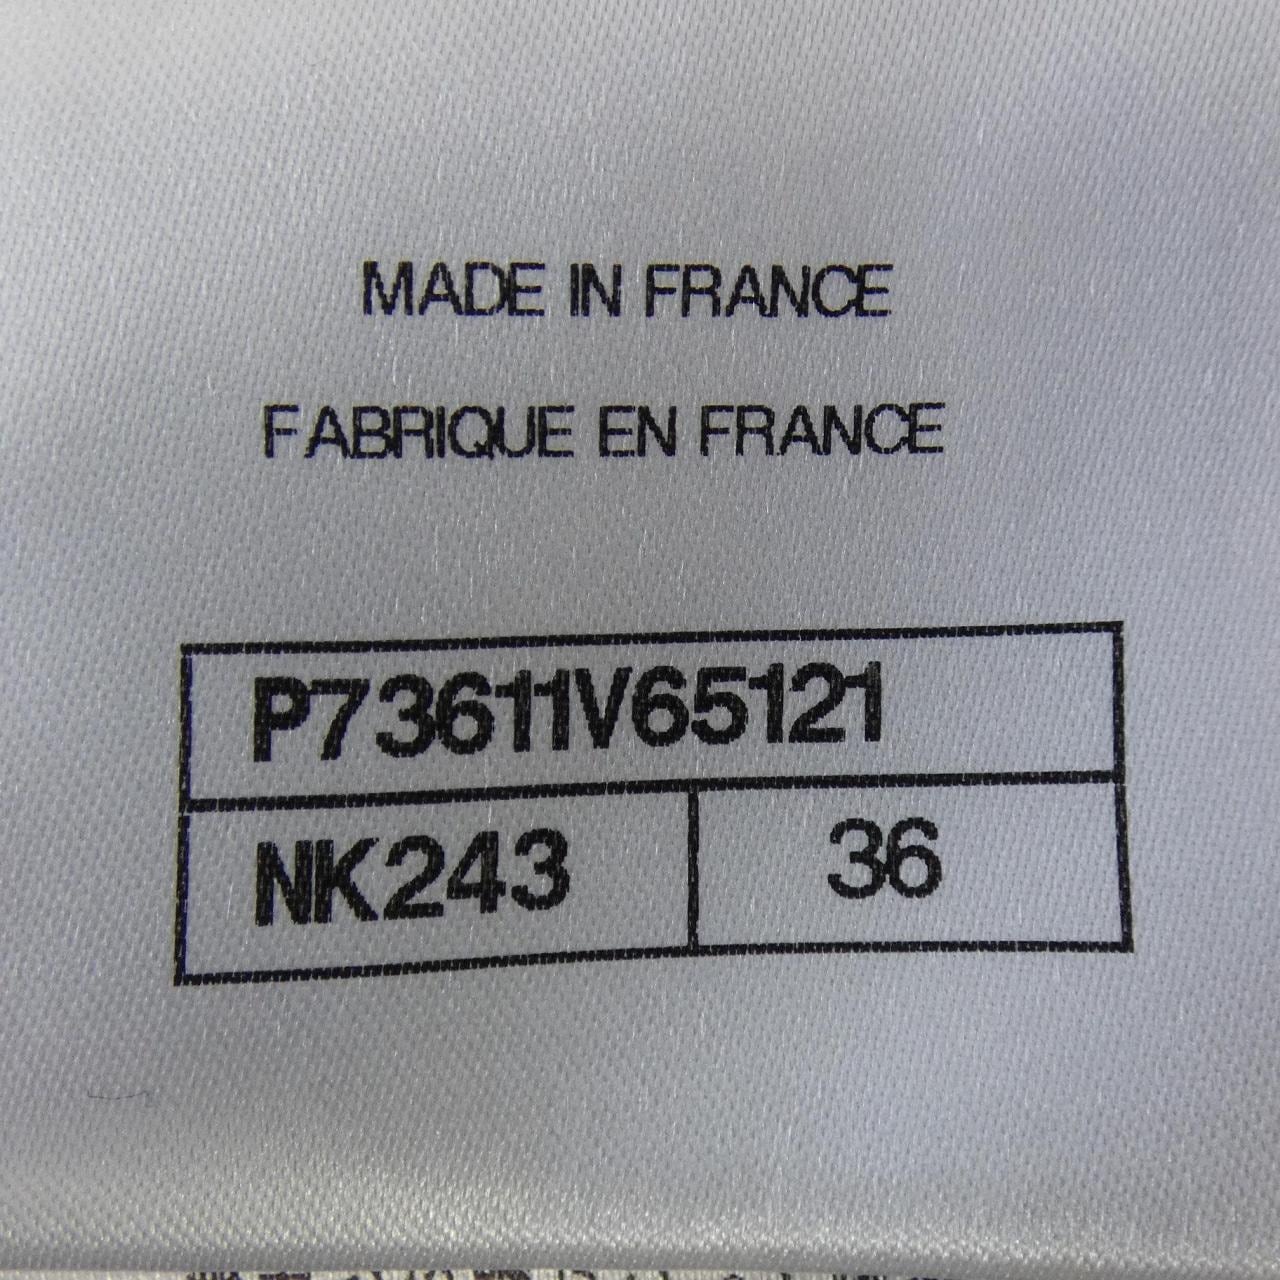 MADE IN FRANCE
FABRIQUE EN FRANCE
P73611V65121
NK243 36